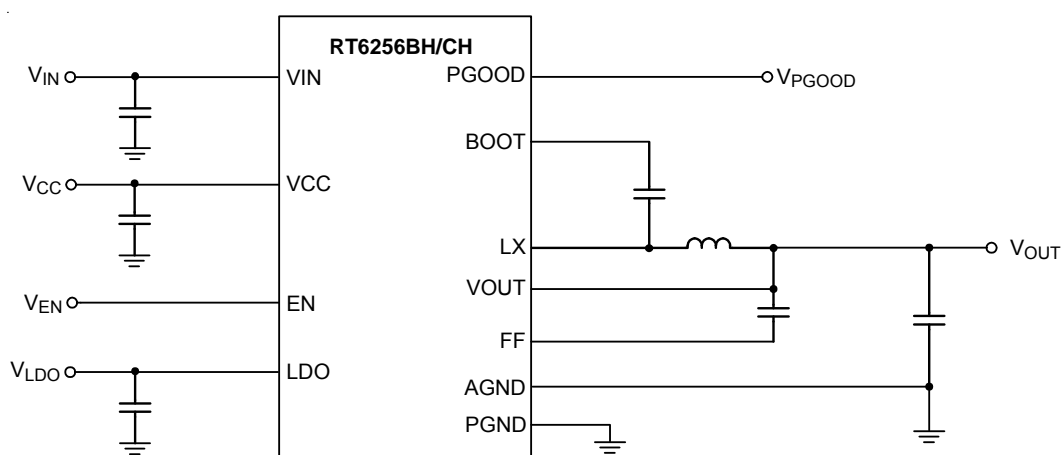 RT6256BH/CH
VIN
VIN
PGOOD
VPGOOD
BOOT
VCC
VCC
LX
VOUT
VOUT
VEN
EN
FF
VLDO
LDO
AGND
PGND